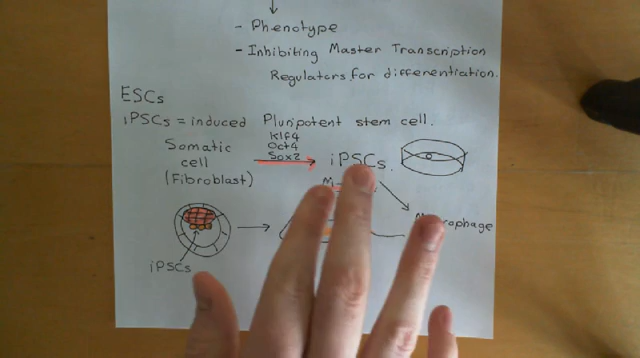 - Phenotype
- Inhibiting Master Transcription
Regulators for differentiation.
ESCs
iPSCs = induced Pluripotent stem cell.
Somatic
cell
(Fibroblast)
Klf4
Oct4
Sox2
iPSCs.
iPSCs